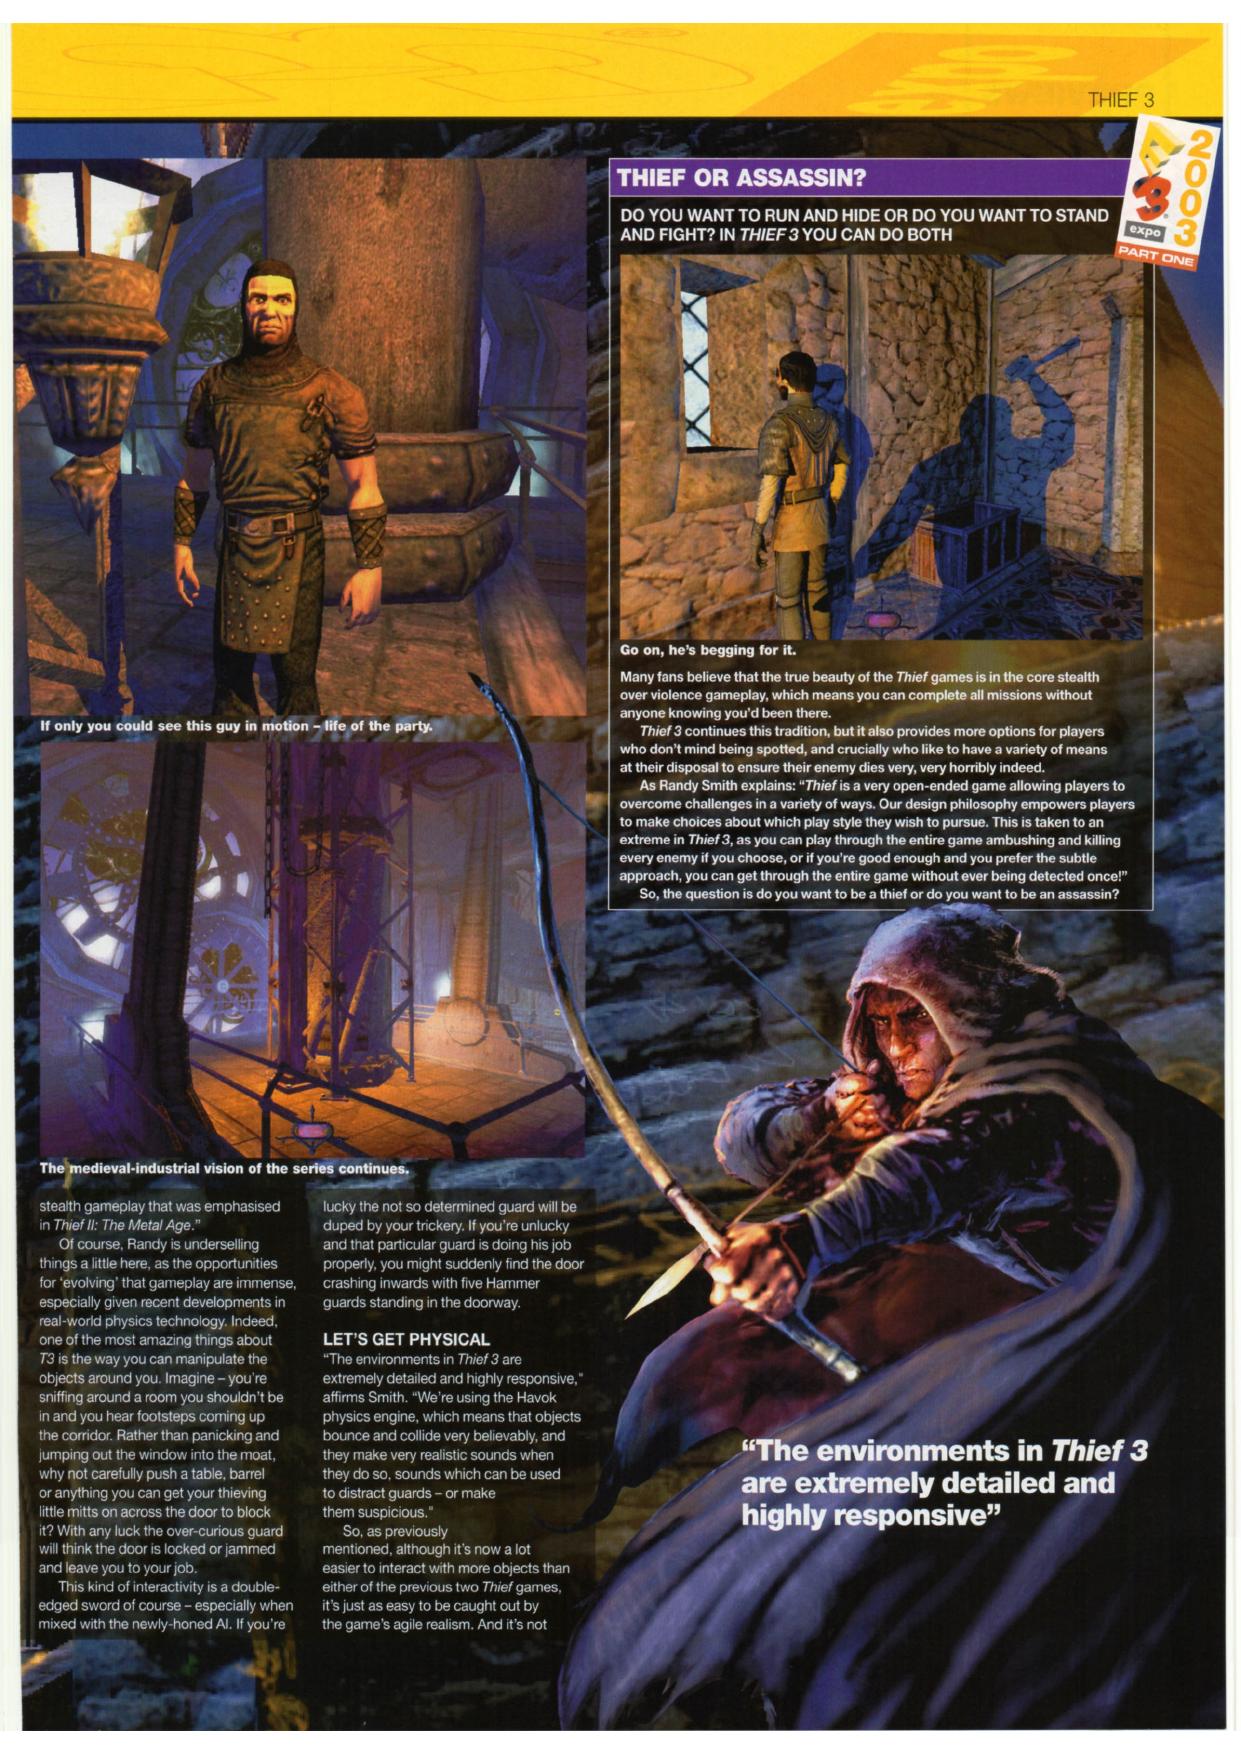 THIEF 3
E3
expo
2003
PART ONE
If only you could see this guy in motion – life of the party.
The medieval-industrial vision of the series continues.
stealth gameplay that was emphasised
in Thief II: The Metal Age.”
Of course, Randy is underselling
things a little here, as the opportunities
for ‘evolving’ that gameplay are immense,
especially given recent developments in
real-world physics technology. Indeed,
one of the most amazing things about
T3 is the way you can manipulate the
objects around you. Imagine – you’re
sniffing around a room you shouldn’t be
in and you hear footsteps coming up
the corridor. Rather than panicking and
jumping out the window into the moat,
why not carefully push a table, barrel
or anything you can get your thieving
little mitts on across the door to block
it? With any luck the over-curious guard
will think the door is locked or jammed
and leave you to your job.
This kind of interactivity is a double-
edged sword of course – especially when
mixed with the newly-honed AI. If you’re
lucky the not so determined guard will be
duped by your trickery. If you’re unlucky
and that particular guard is doing his job
properly, you might suddenly find the door
crashing inwards with five Hammer
guards standing in the doorway.
LET’S GET PHYSICAL
“The environments in Thief 3 are
extremely detailed and highly responsive,”
affirms Smith. “We’re using the Havok
physics engine, which means that objects
bounce and collide very believably, and
they make very realistic sounds when
they do so, sounds which can be used
to distract guards – or make
them suspicious.”
So, as previously
mentioned, although it’s now a lot
easier to interact with more objects than
either of the previous two Thief games,
it’s just as easy to be caught out by
the game’s agile realism. And it’s not
THIEF OR ASSASSIN?
DO YOU WANT TO RUN AND HIDE OR DO YOU WANT TO STAND
AND FIGHT? IN THIEF 3 YOU CAN DO BOTH
Go on, he’s begging for it.
Many fans believe that the true beauty of the Thief games is in the core stealth
over violence gameplay, which means you can complete all missions without
anyone knowing you’d been there.
Thief 3 continues this tradition, but it also provides more options for players
who don’t mind being spotted, and crucially who like to have a variety of means
at their disposal to ensure their enemy dies very, very horribly indeed.
As Randy Smith explains: “Thief is a very open-ended game allowing players to
overcome challenges in a variety of ways. Our design philosophy empowers players
to make choices about which play style they wish to pursue. This is taken to an
extreme in Thief 3, as you can play through the entire game ambushing and killing
every enemy if you choose, or if you’re good enough and you prefer the subtle
approach, you can get through the entire game without ever being detected once!”
So, the question is do you want to be a thief or do you want to be an assassin?
“The environments in Thief 3
are extremely detailed and
highly responsive”